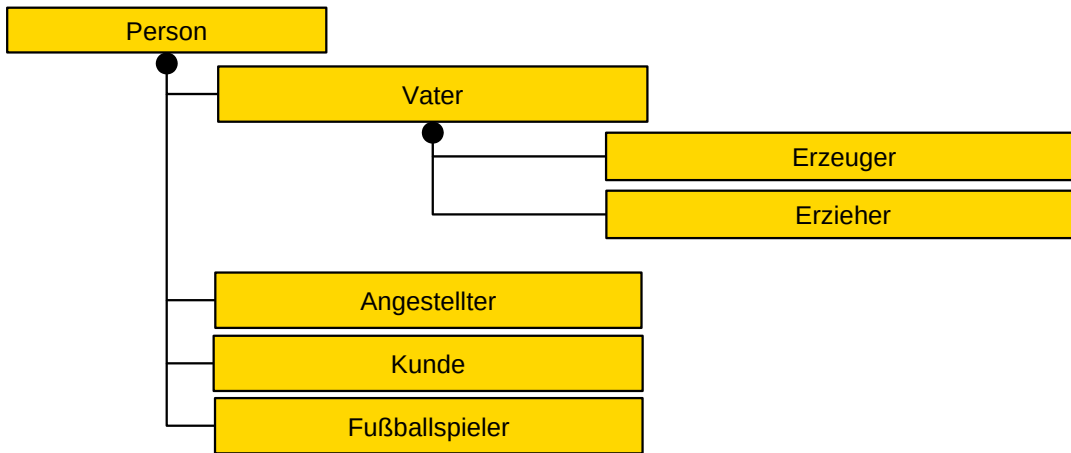 Person
Vater
Erzeuger
Erzieher
Angestellter
Kunde
Fußballspieler